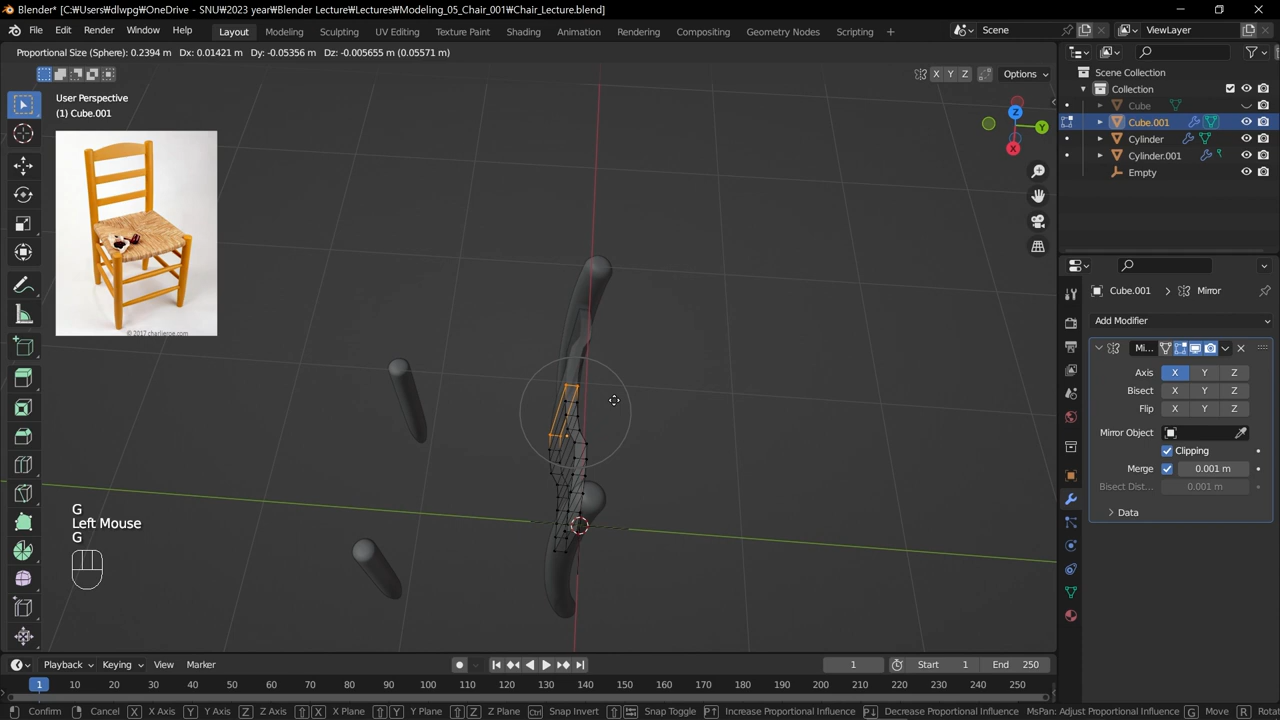 Blender* [C:₩Users₩dlwpg₩OneDrive - SNU₩2023 year₩Blender Lecture₩Lectures₩Modeling_05_Chair_001₩Chair_Lecture.blend]
File Edit Render Window Help Layout Modeling Sculpting UV Editing Texture Paint Shading Animation Rendering Compositing Geometry Nodes Scripting + Scene ViewLayer
Proportional Size (Sphere): 0.2394 m Dx: 0.01421 m Dy: -0.05356 m Dz: -0.005655 m (0.05571 m)
X Y Z Options
Scene Collection
Collection
Cube
Cube.001
Cylinder
Cylinder.001
Empty
User Perspective
(1) Cube.001
Z
Y
X
© 2017 charlieroe.com
Cube.001 > Mirror
Add Modifier
Mi...
Axis X Y Z
Bisect X Y Z
Flip X Y Z
Mirror Object
Clipping
Merge 0.001 m
Bisect Dist... 0.001 m
Data
G
Left Mouse
G
Playback Keying View Marker 1 Start 1 End 250
1 10 20 30 40 50 60 70 80 90 100 110 120 130 140 150 160 170 180 190 200 210 220 230 240 250
Confirm Cancel X X Axis Y Y Axis Z Z Axis X X Plane Y Y Plane Z Z Plane Ctrl Snap Invert Snap Toggle P Increase Proportional Influence P Decrease Proportional Influence MsPan: Adjust Proportional Influence G Move R